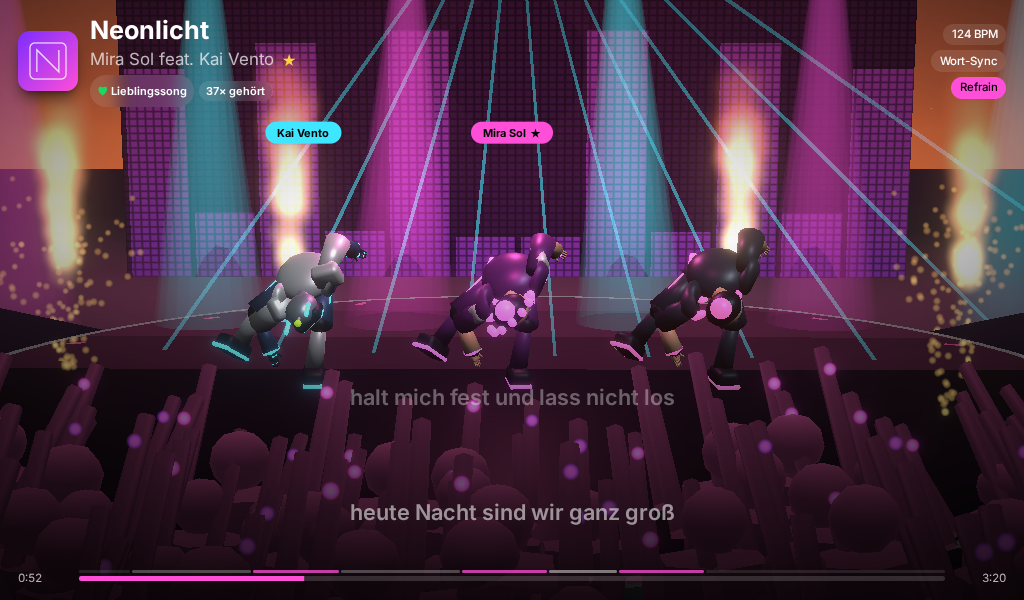 Neonlicht
Mira Sol feat. Kai Vento ★
Lieblingssong
37× gehört
124 BPM
Wort-Sync
Refrain
N
Kai Vento
Mira Sol ★
halt mich fest und lass nicht los
heute Nacht sind wir ganz groß
0:52
3:20